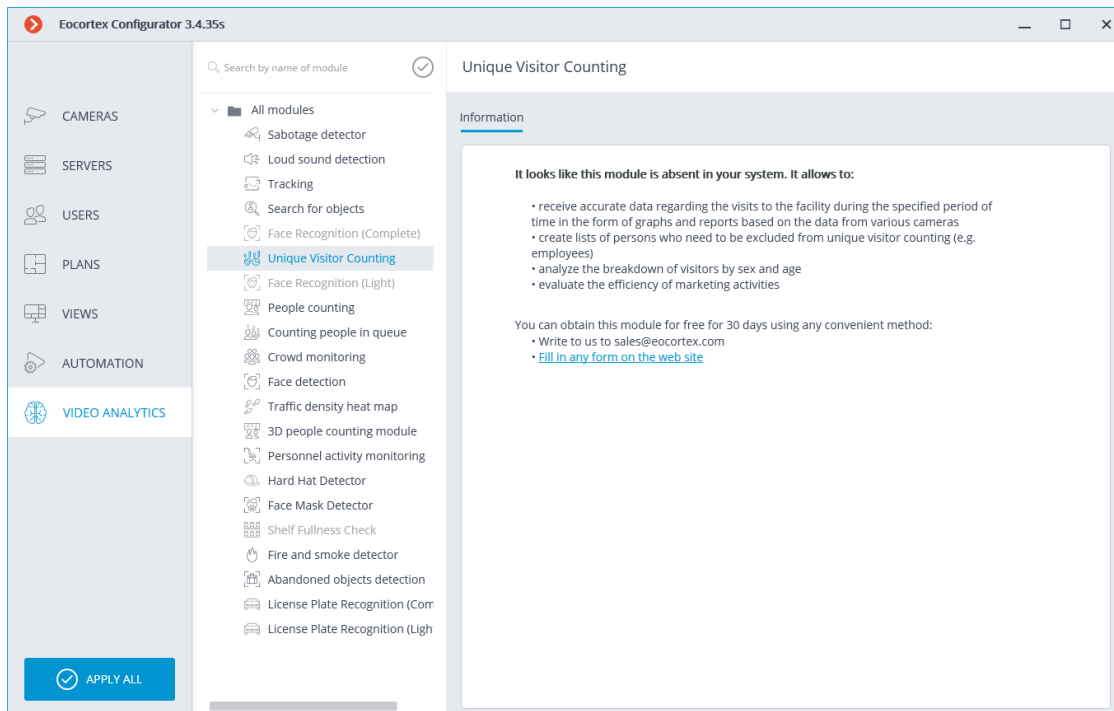 Eocortex Configurator 3.4.35s
CAMERAS
SERVERS
USERS
PLANS
VIEWS
AUTOMATION
VIDEO ANALYTICS
APPLY ALL
Search by name of module
All modules
Sabotage detector
Loud sound detection
Tracking
Search for objects
Face Recognition (Complete)
Unique Visitor Counting
Face Recognition (Light)
People counting
Counting people in queue
Crowd monitoring
Face detection
Traffic density heat map
3D people counting module
Personnel activity monitoring
Hard Hat Detector
Face Mask Detector
Shelf Fullness Check
Fire and smoke detector
Abandoned objects detection
License Plate Recognition (Com
License Plate Recognition (Ligh
Unique Visitor Counting
Information
It looks like this module is absent in your system. It allows to:
• receive accurate data regarding the visits to the facility during the specified period of
time in the form of graphs and reports based on the data from various cameras
• create lists of persons who need to be excluded from unique visitor counting (e.g.
employees)
• analyze the breakdown of visitors by sex and age
• evaluate the efficiency of marketing activities
You can obtain this module for free for 30 days using any convenient method:
• Write to us to sales@eocortex.com
• Fill in any form on the web site